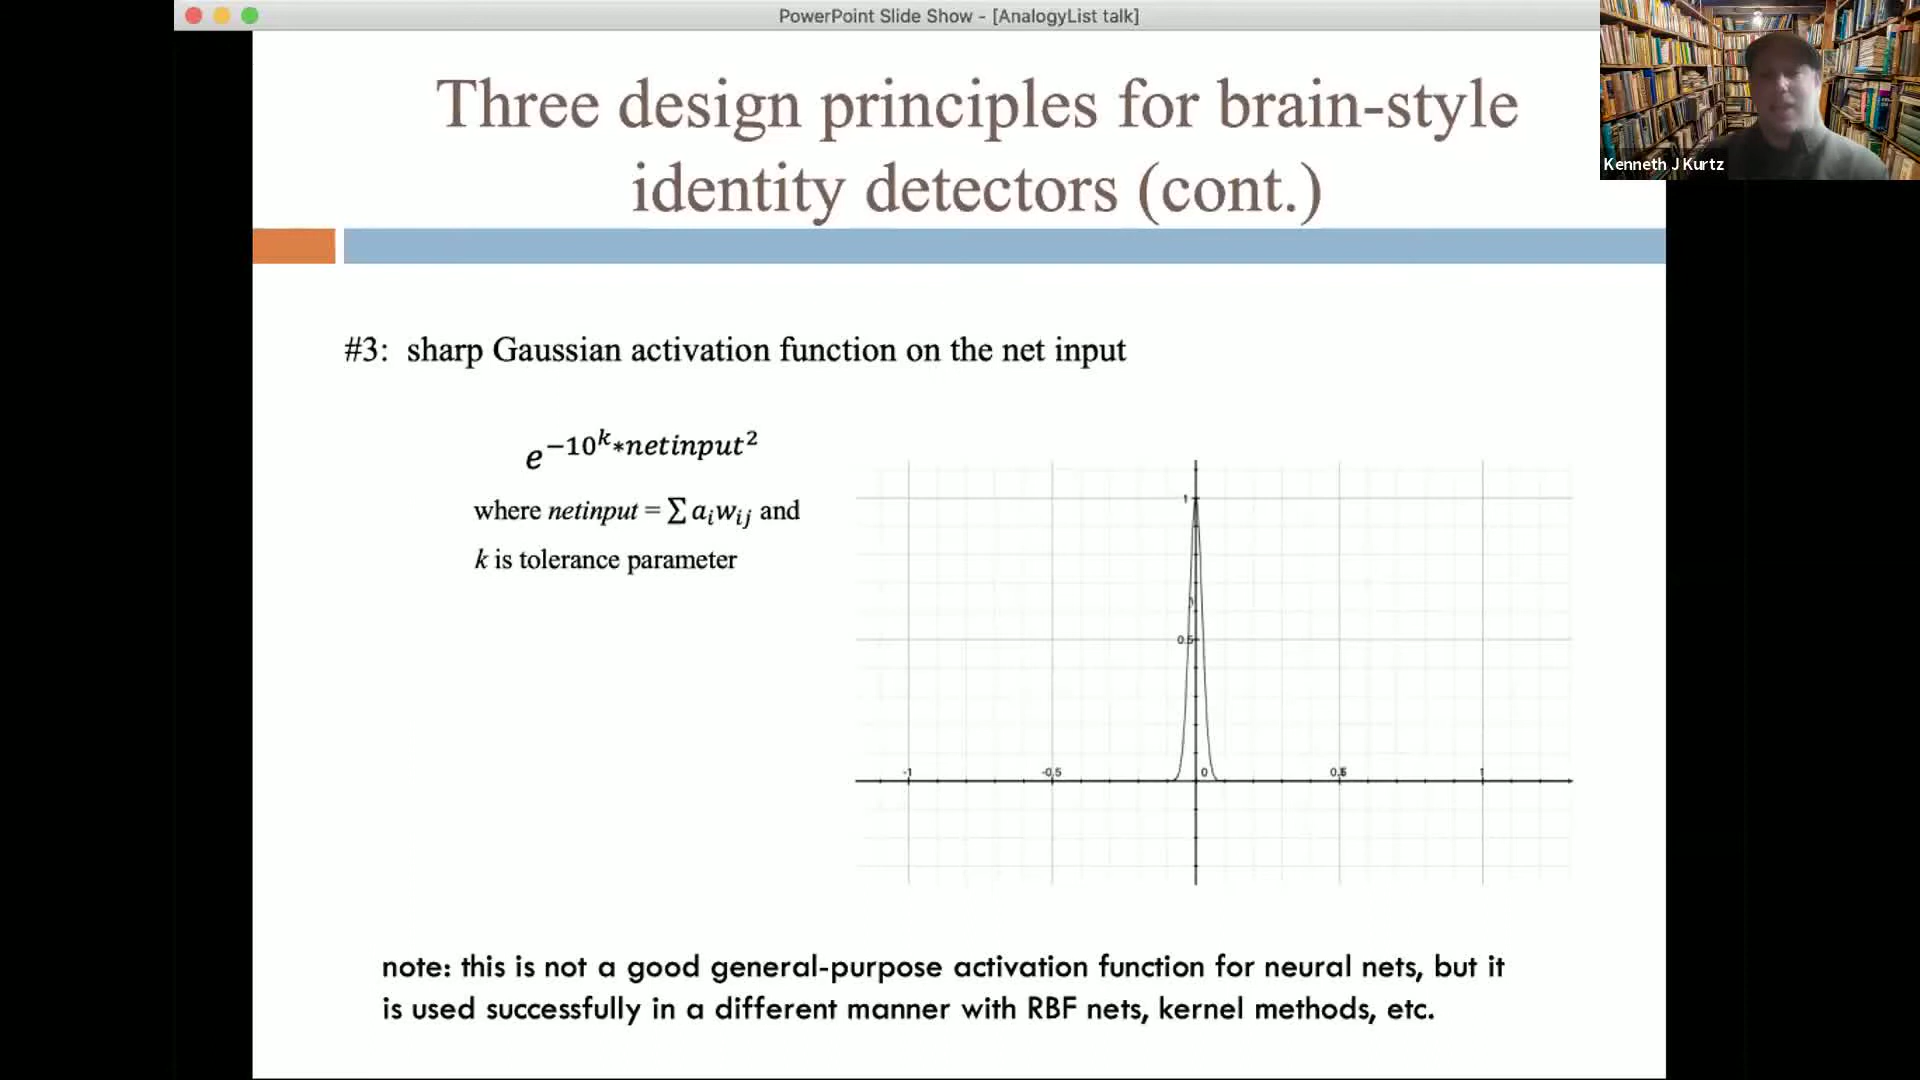 PowerPoint Slide Show - [AnalogyList talk]
Three design principles for brain-style
identity detectors (cont.)
Kenneth J Kurtz
#3: sharp Gaussian activation function on the net input
e^{−10^k∗netinput^2}
where netinput = ∑ a_i w_{ij} and
k is tolerance parameter
1
0.5
-1
-0.5
0
0.5
1
note: this is not a good general-purpose activation function for neural nets, but it
is used successfully in a different manner with RBF nets, kernel methods, etc.